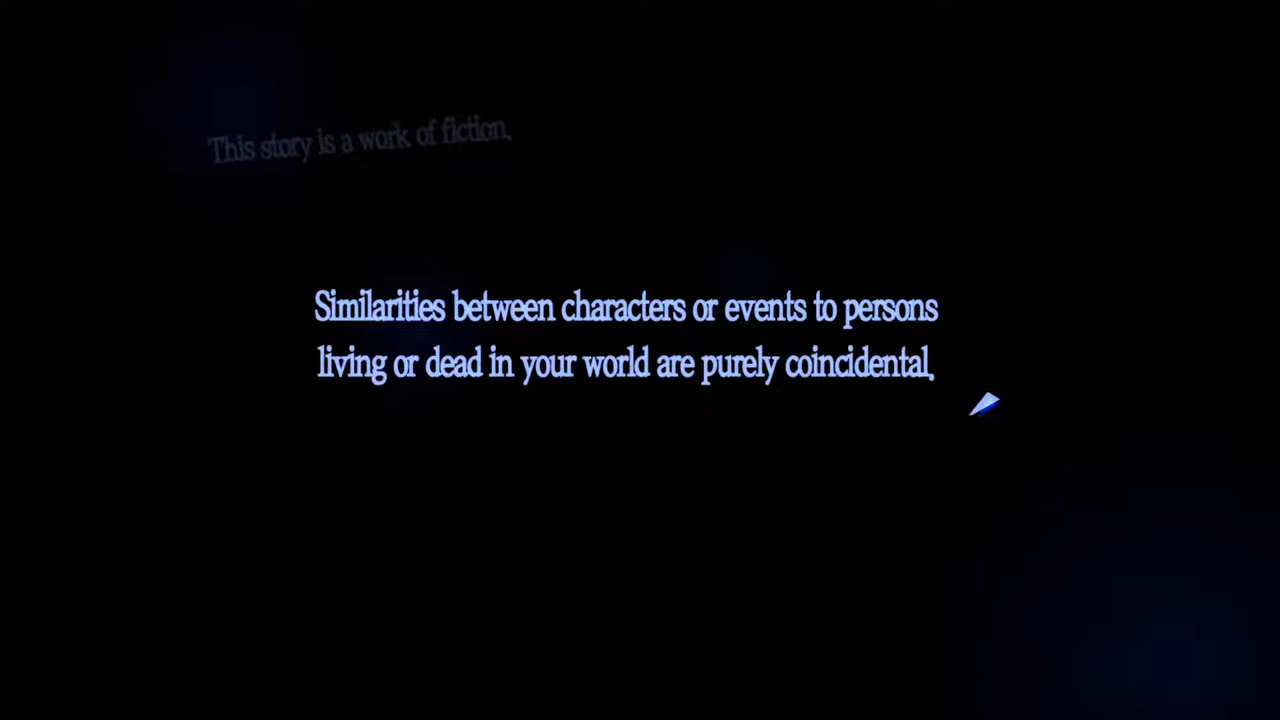 This story is a work of fiction.
Similarities between characters or events to persons
living or dead in your world are purely coincidental.